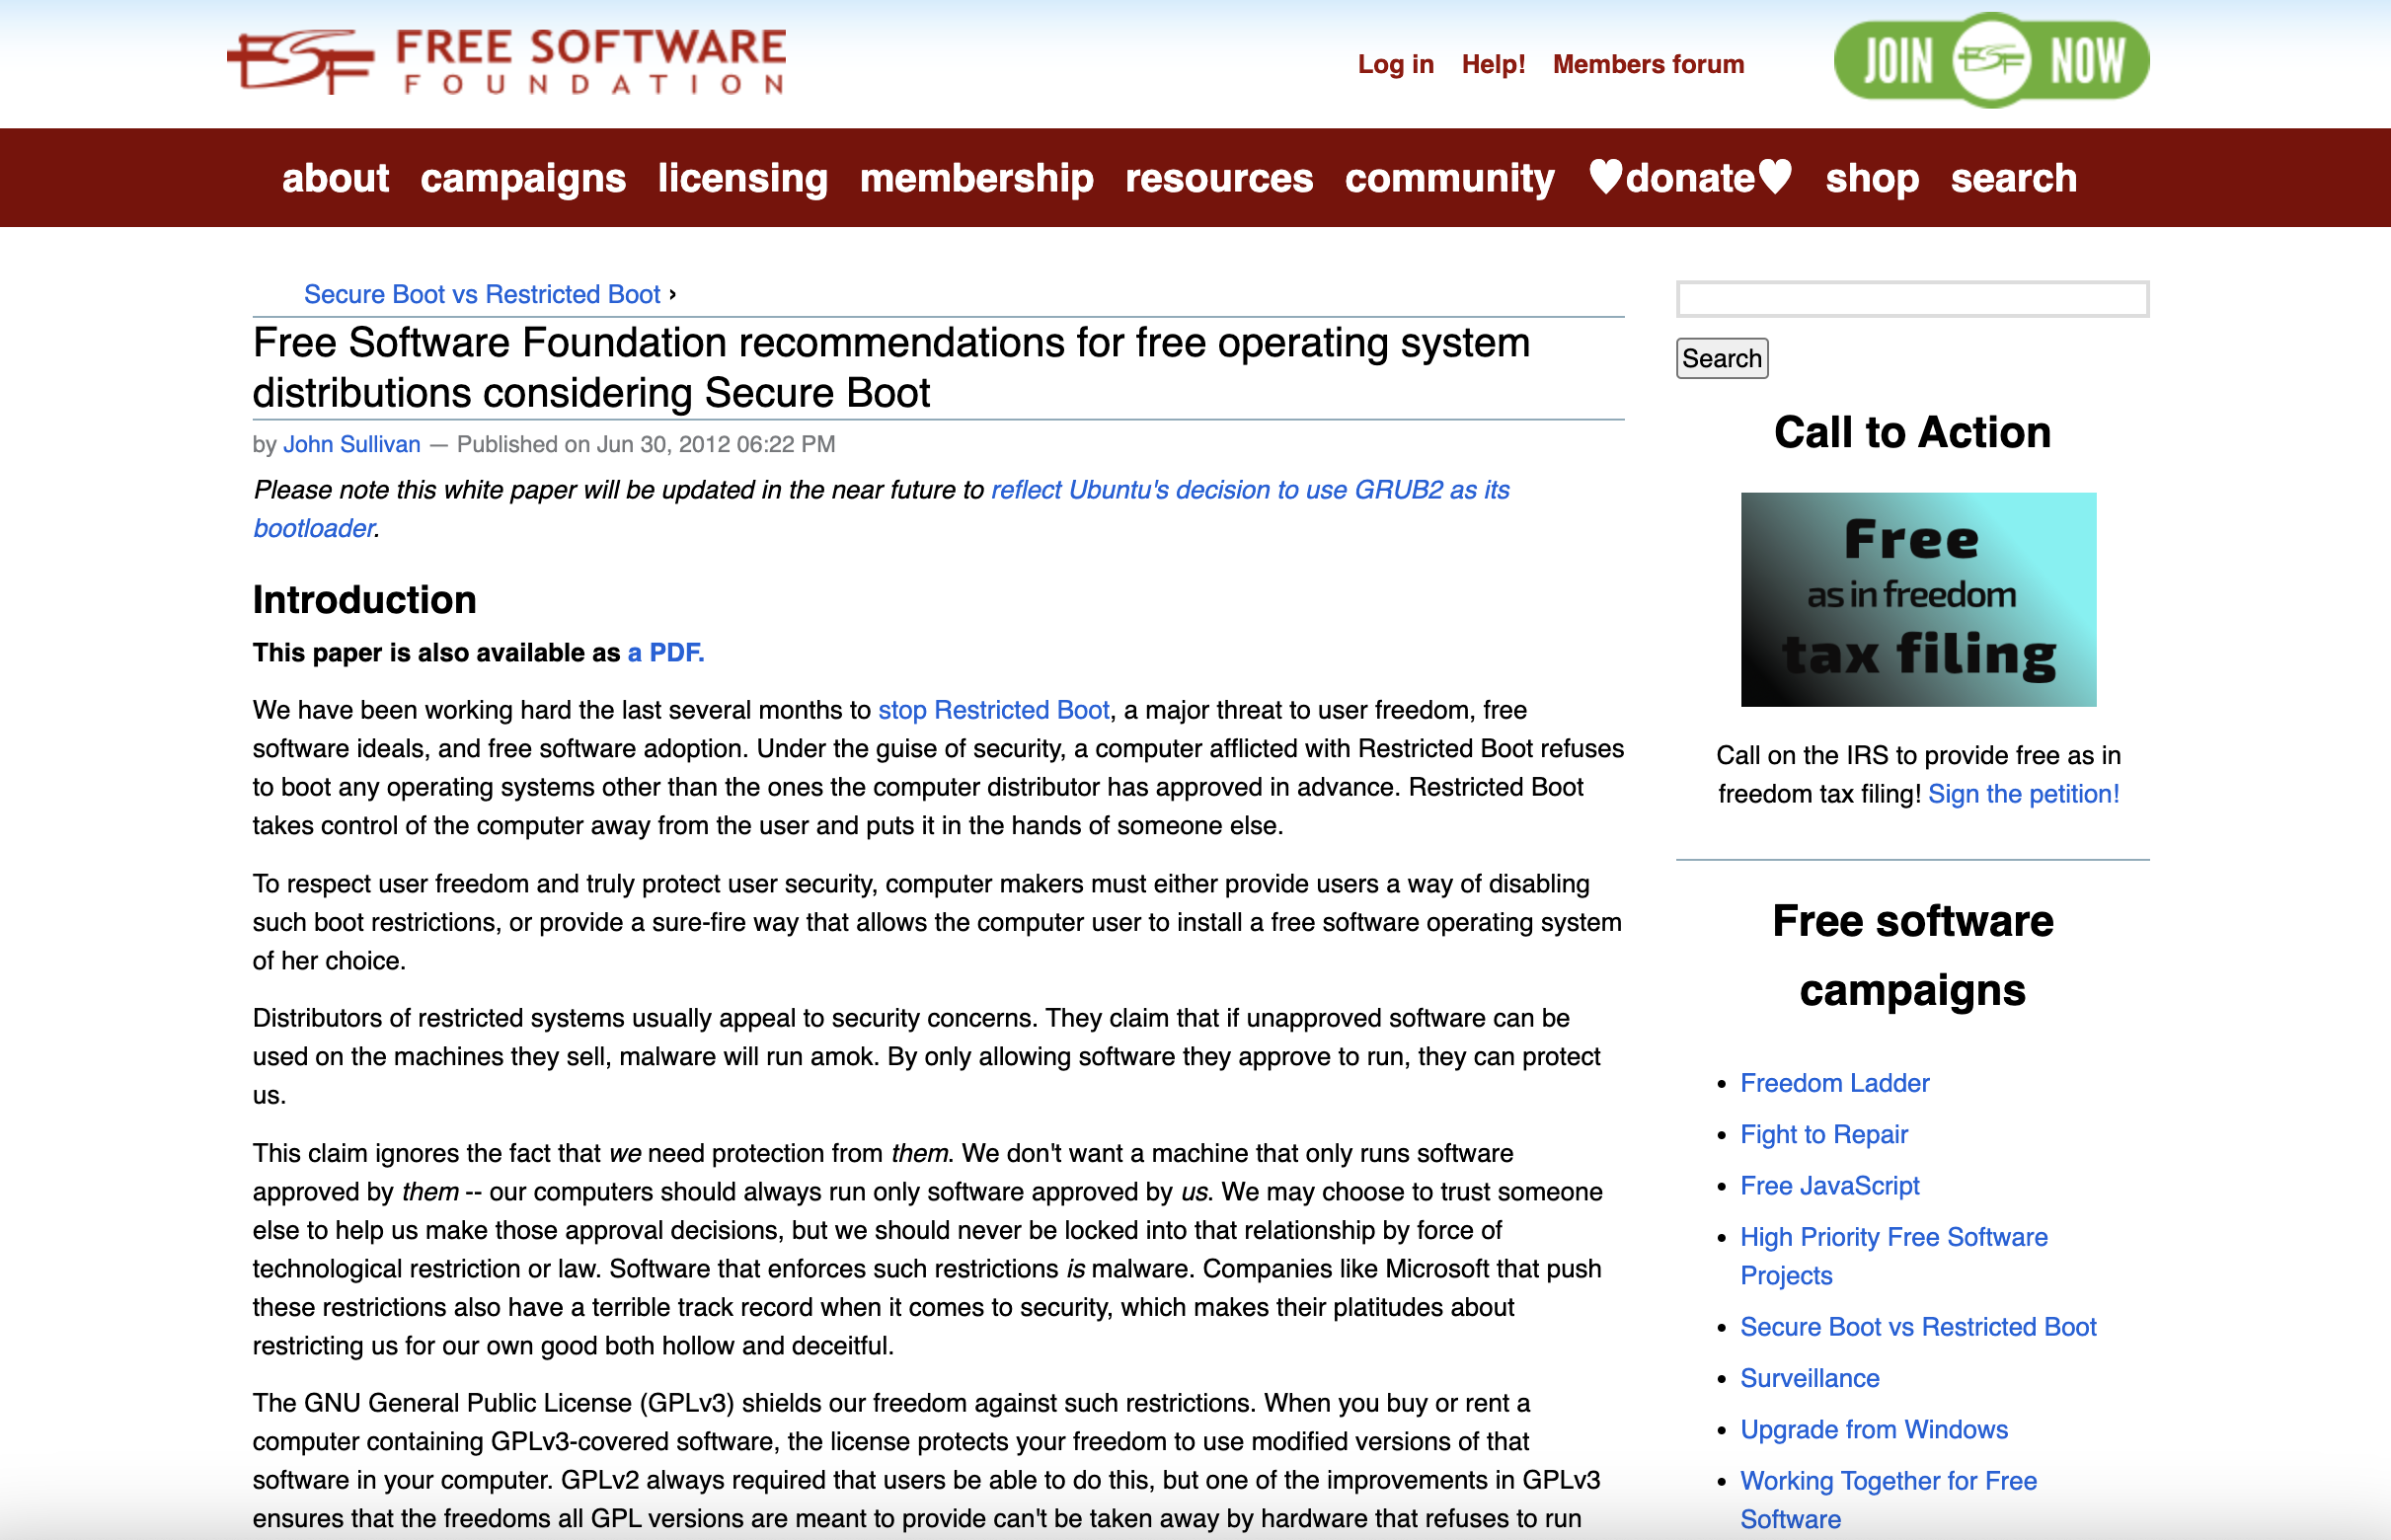 FSF FREE SOFTWARE
FOUNDATION
Log in Help! Members forum
JOIN FSF NOW
about campaigns licensing membership resources community ♥donate♥ shop search
Secure Boot vs Restricted Boot ›
Free Software Foundation recommendations for free operating system
distributions considering Secure Boot
by John Sullivan — Published on Jun 30, 2012 06:22 PM
Please note this white paper will be updated in the near future to reflect Ubuntu's decision to use GRUB2 as its
bootloader.
Introduction
This paper is also available as a PDF.
We have been working hard the last several months to stop Restricted Boot, a major threat to user freedom, free
software ideals, and free software adoption. Under the guise of security, a computer afflicted with Restricted Boot refuses
to boot any operating systems other than the ones the computer distributor has approved in advance. Restricted Boot
takes control of the computer away from the user and puts it in the hands of someone else.
To respect user freedom and truly protect user security, computer makers must either provide users a way of disabling
such boot restrictions, or provide a sure-fire way that allows the computer user to install a free software operating system
of her choice.
Distributors of restricted systems usually appeal to security concerns. They claim that if unapproved software can be
used on the machines they sell, malware will run amok. By only allowing software they approve to run, they can protect
us.
This claim ignores the fact that we need protection from them. We don't want a machine that only runs software
approved by them -- our computers should always run only software approved by us. We may choose to trust someone
else to help us make those approval decisions, but we should never be locked into that relationship by force of
technological restriction or law. Software that enforces such restrictions is malware. Companies like Microsoft that push
these restrictions also have a terrible track record when it comes to security, which makes their platitudes about
restricting us for our own good both hollow and deceitful.
The GNU General Public License (GPLv3) shields our freedom against such restrictions. When you buy or rent a
computer containing GPLv3-covered software, the license protects your freedom to use modified versions of that
software in your computer. GPLv2 always required that users be able to do this, but one of the improvements in GPLv3
ensures that the freedoms all GPL versions are meant to provide can't be taken away by hardware that refuses to run
Search
Call to Action
Free
as in freedom
tax filing
Call on the IRS to provide free as in
freedom tax filing! Sign the petition!
Free software
campaigns
• Freedom Ladder
• Fight to Repair
• Free JavaScript
• High Priority Free Software
Projects
• Secure Boot vs Restricted Boot
• Surveillance
• Upgrade from Windows
• Working Together for Free
Software